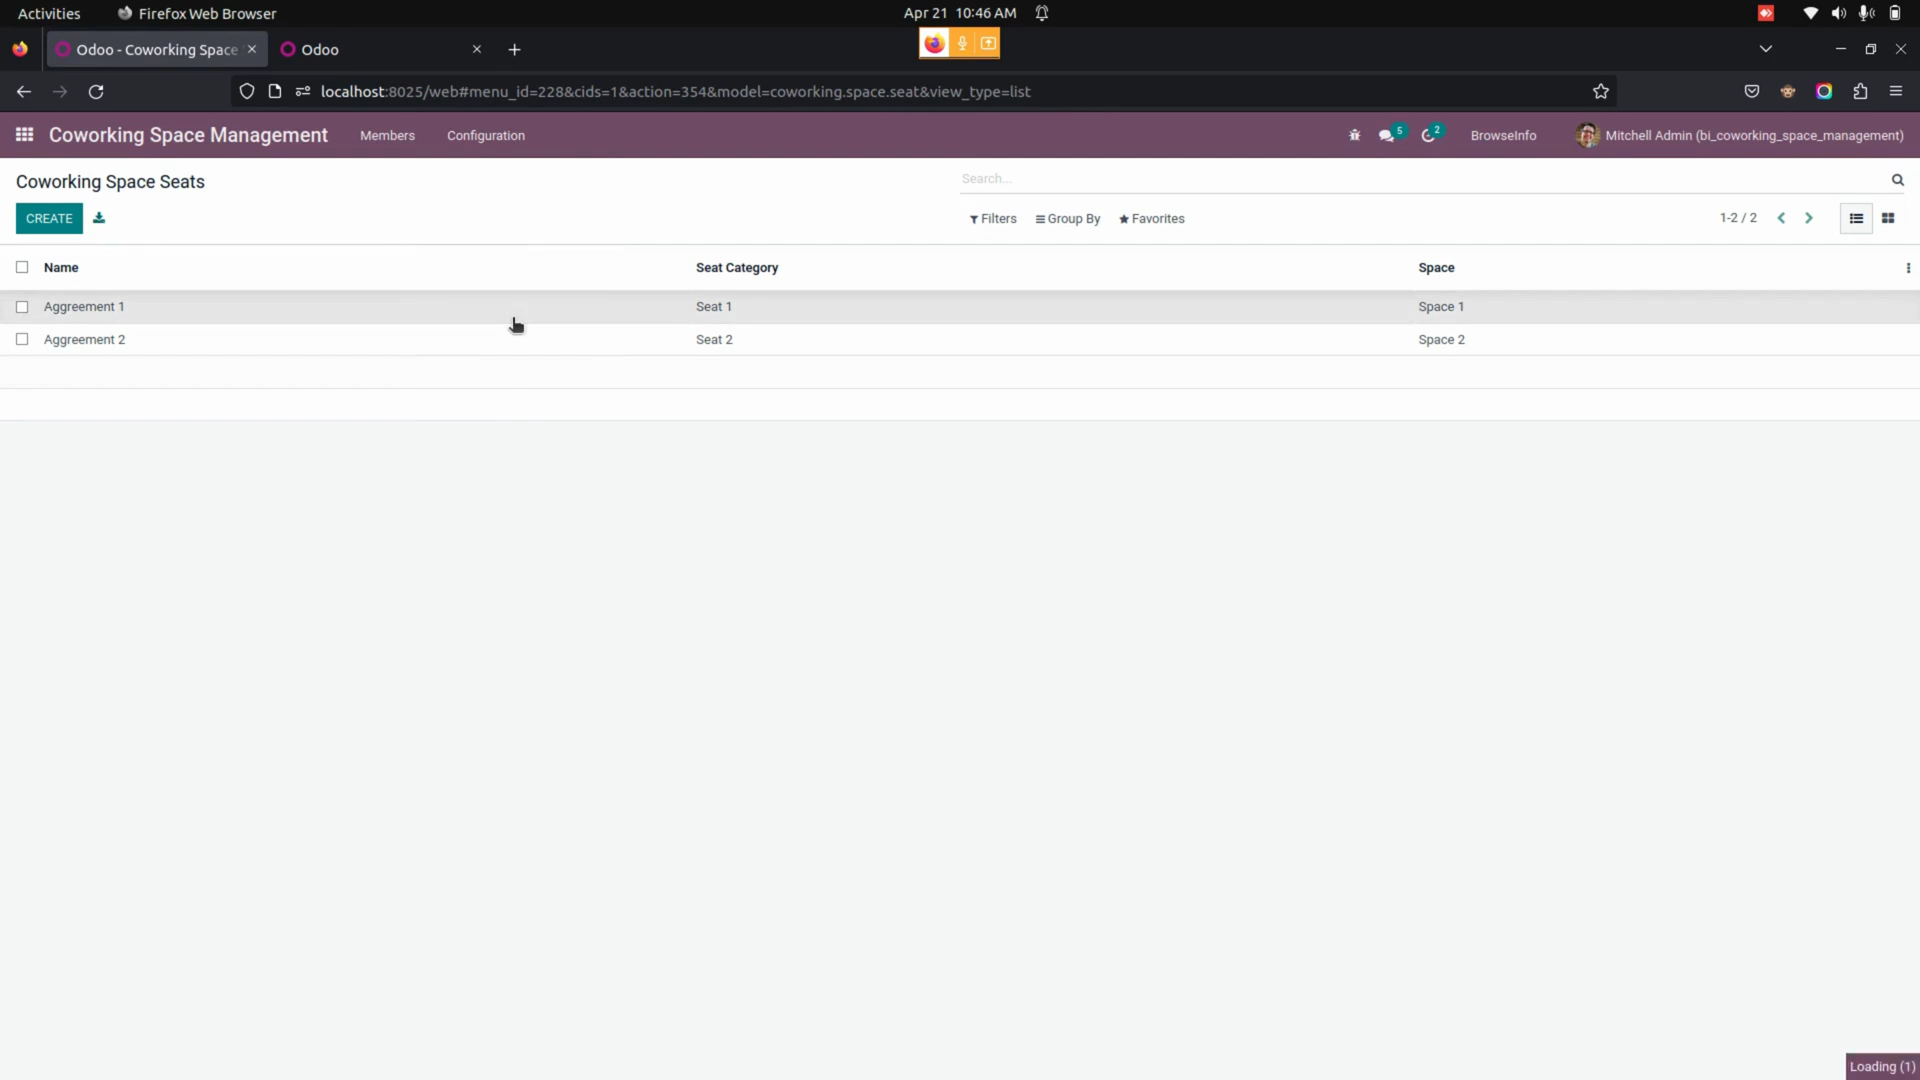 Activities Firefox Web Browser Apr 21 10:46 AM
Odoo - Coworking Space Odoo
localhost:8025/web#menu_id=228&cids=1&action=354&model=coworking.space.seat&view_type=list
Coworking Space Management Members Configuration 5 2 BrowseInfo Mitchell Admin (bi_coworking_space_management)
Coworking Space Seats Search...
CREATE Filters Group By Favorites 1-2 / 2
Name Seat Category Space
Aggreement 1 Seat 1 Space 1
Aggreement 2 Seat 2 Space 2
Loading (1)